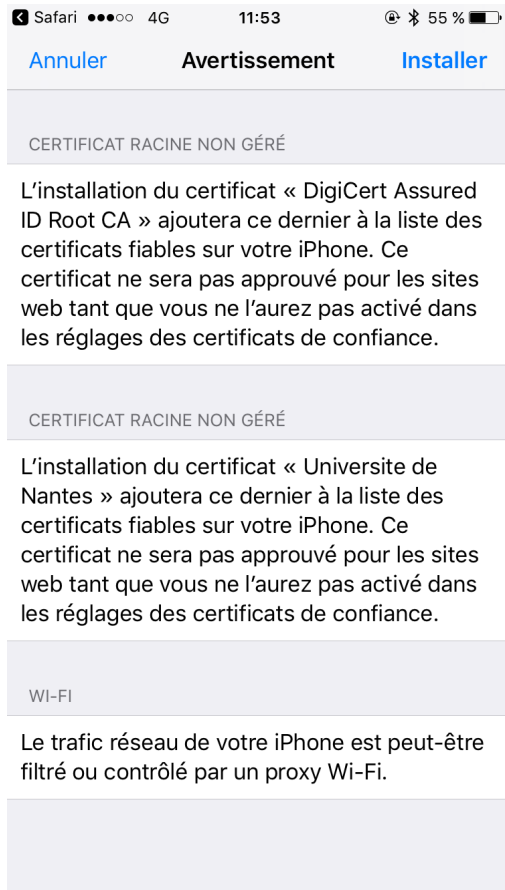 Safari 4G 11:53 55 %
Annuler Avertissement Installer
CERTIFICAT RACINE NON GÉRÉ
L’installation du certificat « DigiCert Assured
ID Root CA » ajoutera ce dernier à la liste des
certificats fiables sur votre iPhone. Ce
certificat ne sera pas approuvé pour les sites
web tant que vous ne l’aurez pas activé dans
les réglages des certificats de confiance.
CERTIFICAT RACINE NON GÉRÉ
L’installation du certificat « Universite de
Nantes » ajoutera ce dernier à la liste des
certificats fiables sur votre iPhone. Ce
certificat ne sera pas approuvé pour les sites
web tant que vous ne l’aurez pas activé dans
les réglages des certificats de confiance.
WI-FI
Le trafic réseau de votre iPhone est peut-être
filtré ou contrôlé par un proxy Wi-Fi.